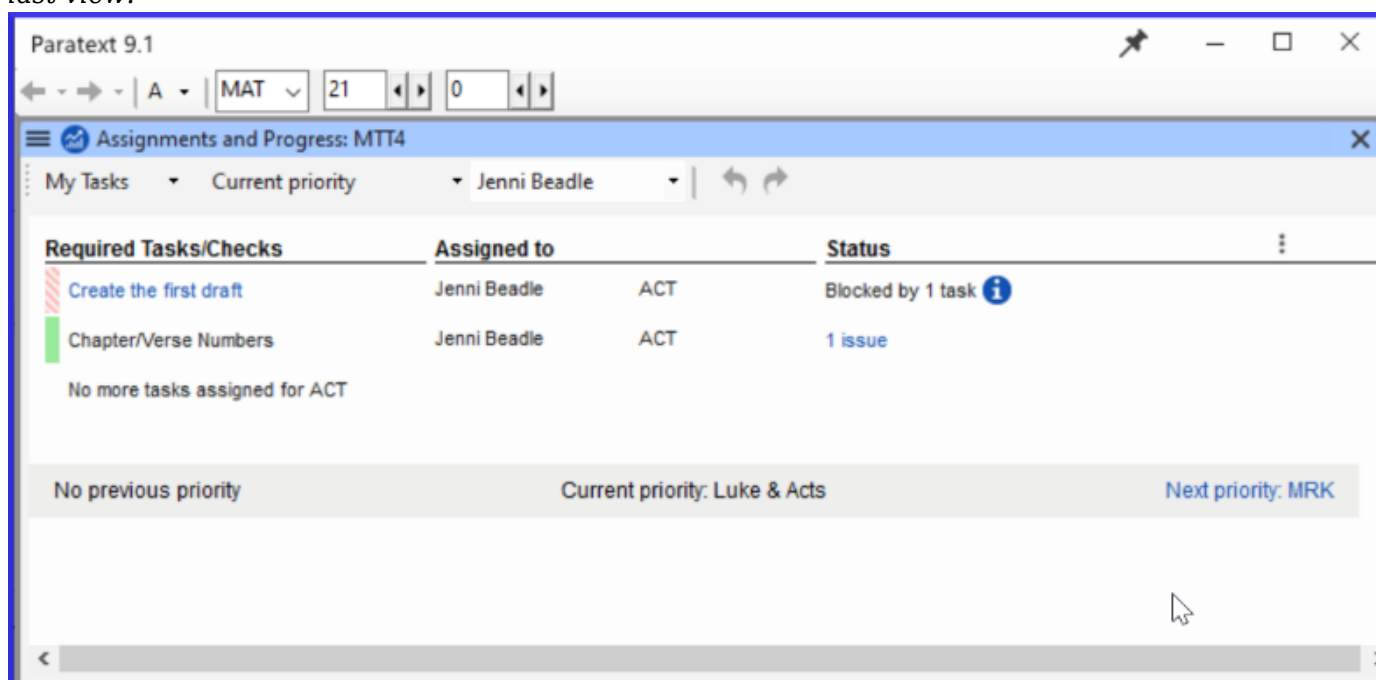 last view.
Paratext 9.1
A MAT 21 0
Assignments and Progress: MTT4
My Tasks Current priority Jenni Beadle
Required Tasks/Checks Assigned to Status
Create the first draft Jenni Beadle ACT Blocked by 1 task
Chapter/Verse Numbers Jenni Beadle ACT 1 issue
No more tasks assigned for ACT
No previous priority Current priority: Luke & Acts Next priority: MRK